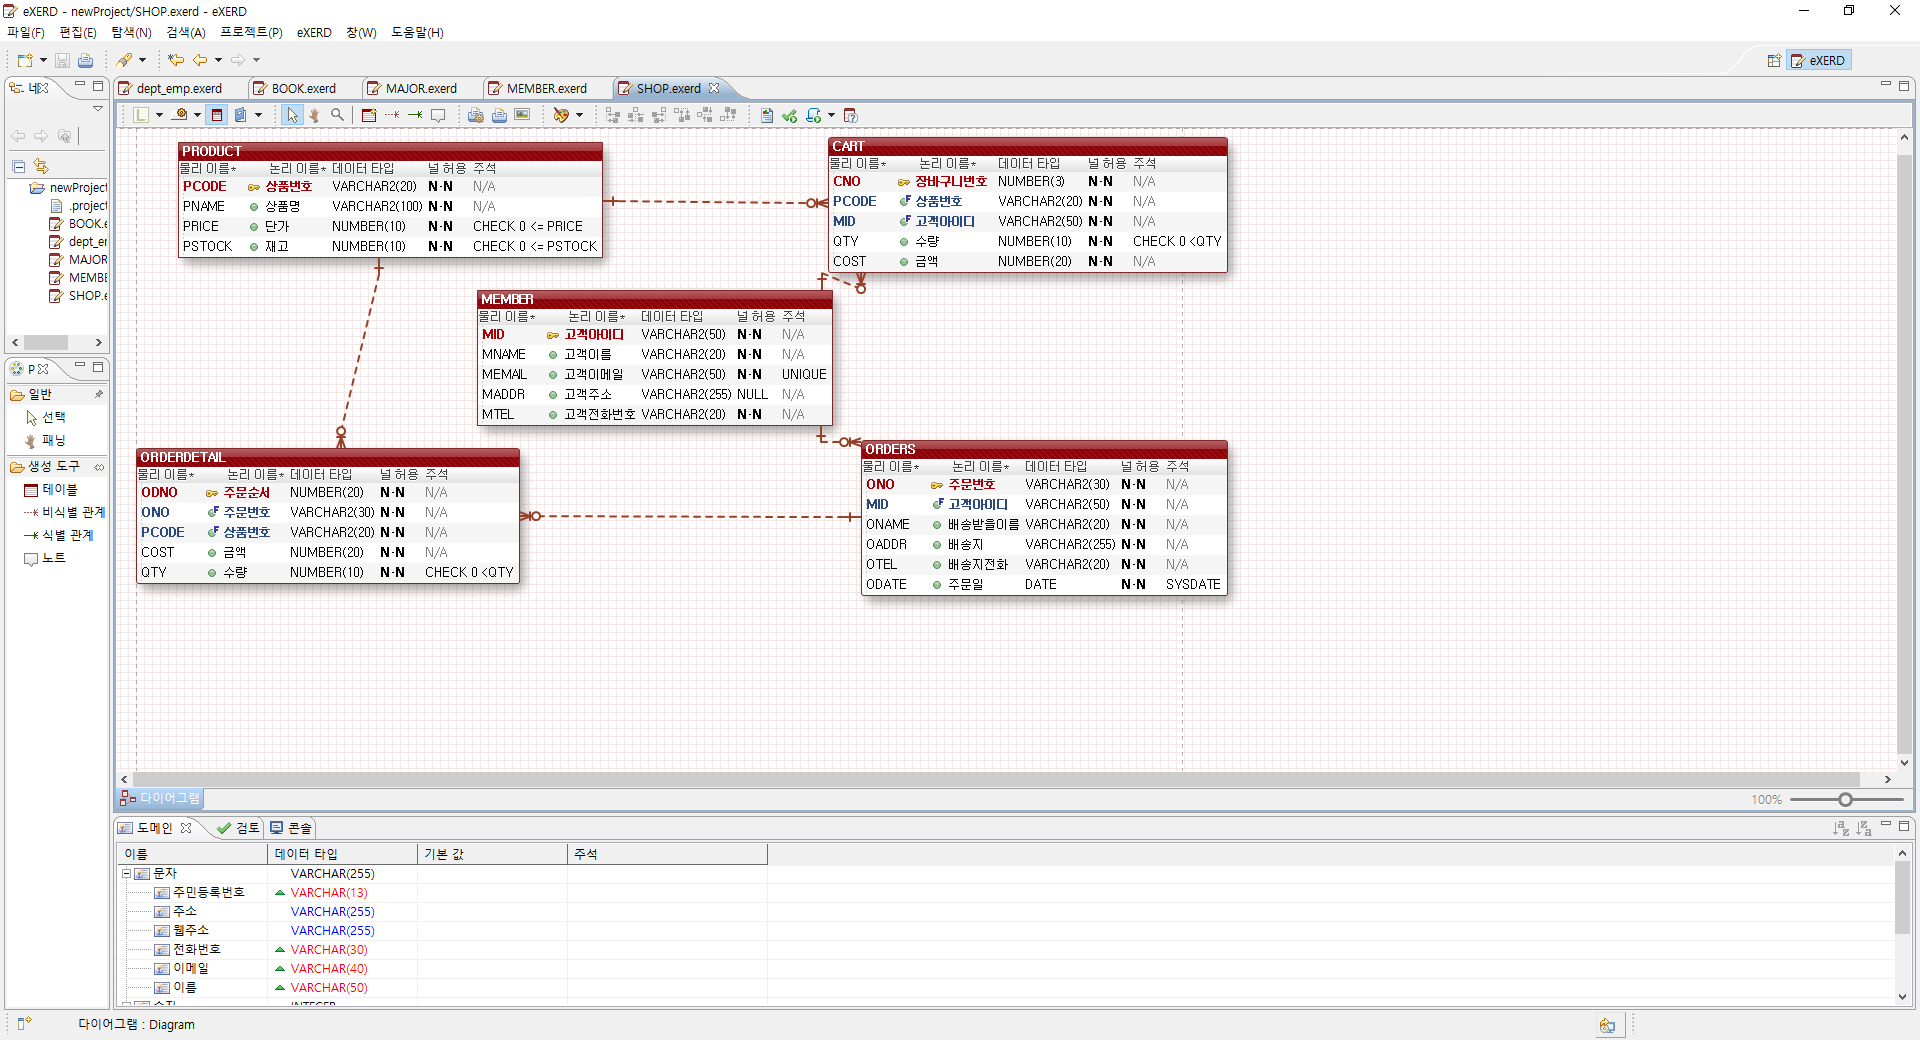 eXERD - newProject/SHOP.exerd - eXERD
파일(F) 편집(E) 탐색(N) 검색(A) 프로젝트(P) eXERD 창(W) 도움말(H)
eXERD
네
dept_emp.exerd BOOK.exerd MAJOR.exerd MEMBER.exerd SHOP.exerd
newProject
.project
BOOK.e
dept_em
MAJOR
MEMBE
SHOP.e
P
일반
선택
패닝
생성 도구
테이블
비식별 관계
식별 관계
노트
PRODUCT
물리 이름* 논리 이름* 데이터 타입 널 허용 주석
PCODE 상품번호 VARCHAR2(20) N·N N/A
PNAME 상품명 VARCHAR2(100) N·N N/A
PRICE 단가 NUMBER(10) N·N CHECK 0 <= PRICE
PSTOCK 재고 NUMBER(10) N·N CHECK 0 <= PSTOCK
CART
물리 이름* 논리 이름* 데이터 타입 널 허용 주석
CNO 장바구니번호 NUMBER(3) N·N N/A
PCODE F 상품번호 VARCHAR2(20) N·N N/A
MID F 고객아이디 VARCHAR2(50) N·N N/A
QTY 수량 NUMBER(10) N·N CHECK 0 <QTY
COST 금액 NUMBER(20) N·N N/A
MEMBER
물리 이름* 논리 이름* 데이터 타입 널 허용 주석
MID 고객아이디 VARCHAR2(50) N·N N/A
MNAME 고객이름 VARCHAR2(20) N·N N/A
MEMAIL 고객이메일 VARCHAR2(50) N·N UNIQUE
MADDR 고객주소 VARCHAR2(255) NULL N/A
MTEL 고객전화번호 VARCHAR2(20) N·N N/A
ORDERDETAIL
물리 이름* 논리 이름* 데이터 타입 널 허용 주석
ODNO 주문순서 NUMBER(20) N·N N/A
ONO F 주문번호 VARCHAR2(30) N·N N/A
PCODE F 상품번호 VARCHAR2(20) N·N N/A
COST 금액 NUMBER(20) N·N N/A
QTY 수량 NUMBER(10) N·N CHECK 0 <QTY
ORDERS
물리 이름* 논리 이름* 데이터 타입 널 허용 주석
ONO 주문번호 VARCHAR2(30) N·N N/A
MID F 고객아이디 VARCHAR2(50) N·N N/A
ONAME 배송받을이름 VARCHAR2(20) N·N N/A
OADDR 배송지 VARCHAR2(255) N·N N/A
OTEL 배송지전화 VARCHAR2(20) N·N N/A
ODATE 주문일 DATE N·N SYSDATE
다이어그램
100%
도메인 검토 콘솔
이름 데이터 타입 기본 값 주석
문자 VARCHAR(255)
주민등록번호 VARCHAR(13)
주소 VARCHAR(255)
웹주소 VARCHAR(255)
전화번호 VARCHAR(30)
이메일 VARCHAR(40)
이름 VARCHAR(50)
다이어그램 : Diagram